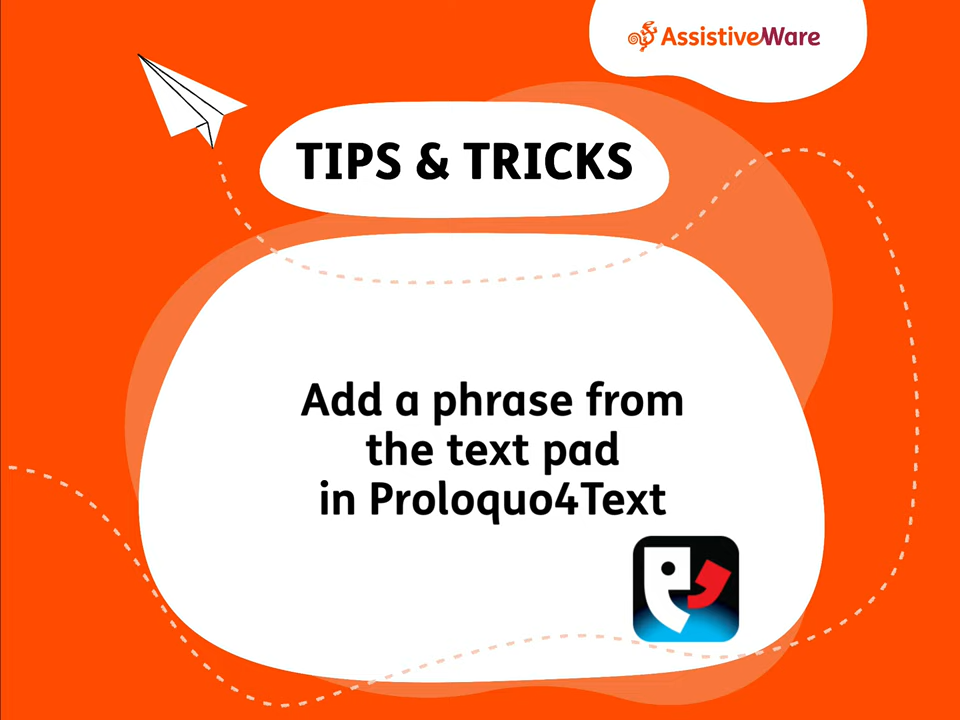 AssistiveWare
TIPS & TRICKS
Add a phrase from
the text pad
in Proloquo4Text